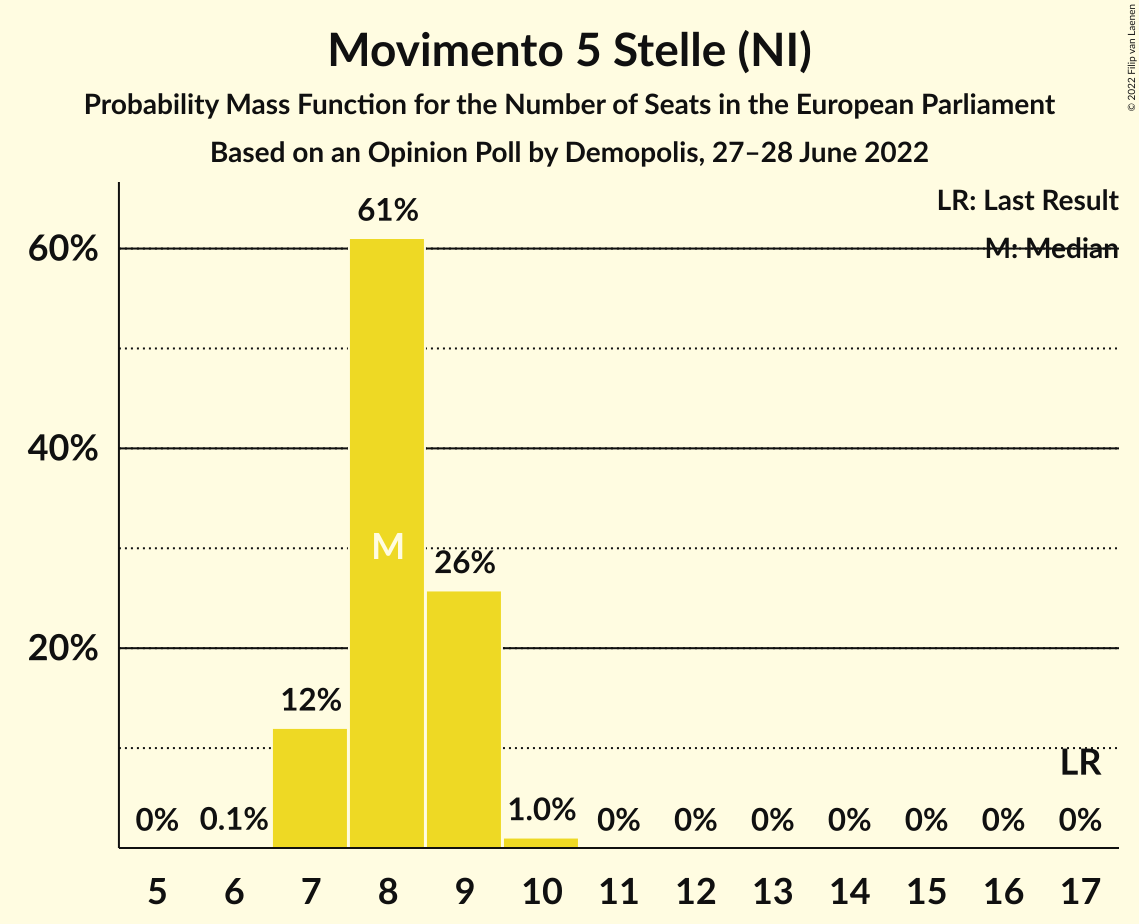 Movimento 5 Stelle (NI)
Probability Mass Function for the Number of Seats in the European Parliament
Based on an Opinion Poll by Demopolis, 27–28 June 2022
© 2022 Filip van Laenen
LR: Last Result
M: Median
60%
40%
20%
61%
M
26%
12%
LR
0% 0.1% 1.0% 0% 0% 0% 0% 0% 0% 0%
5 6 7 8 9 10 11 12 13 14 15 16 17